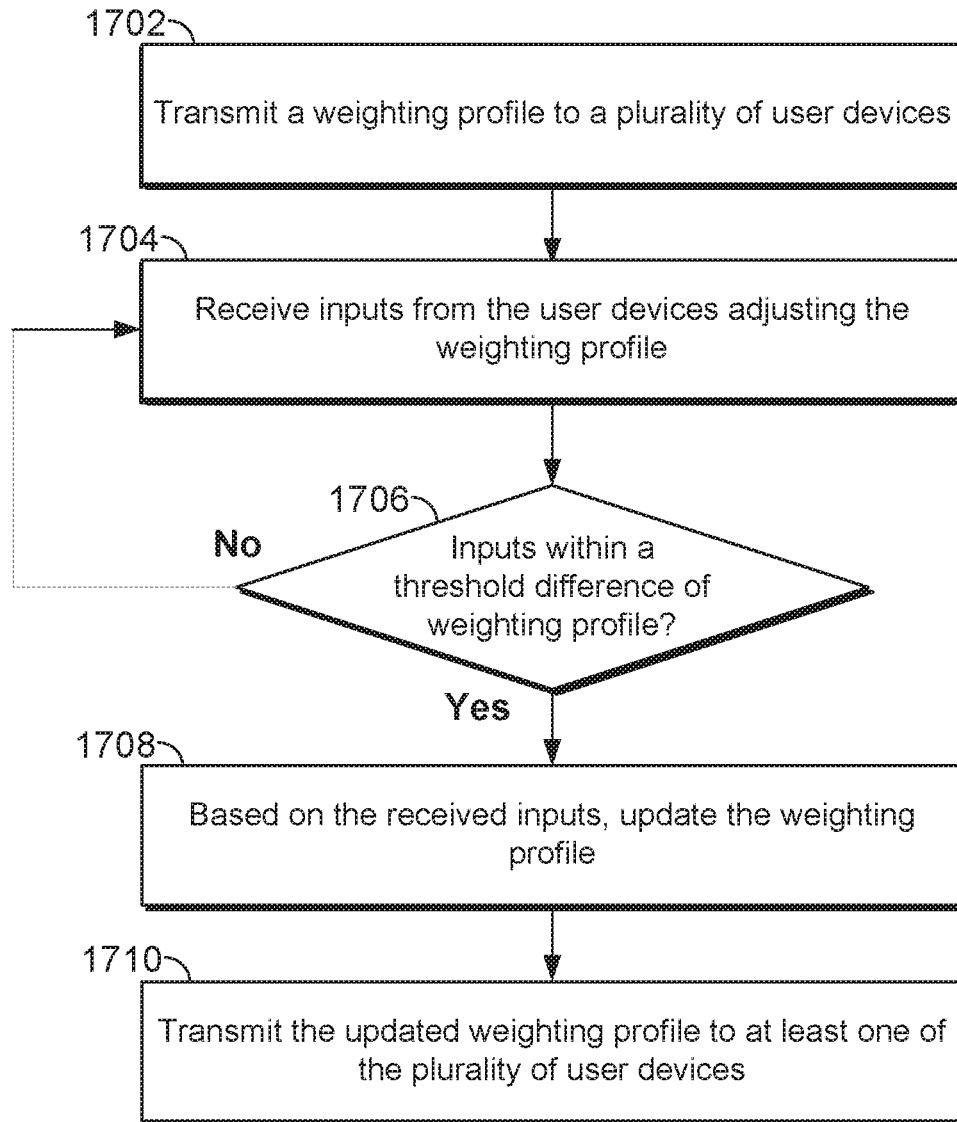 1702
Transmit a weighting profile to a plurality of user devices
1704
Receive inputs from the user devices adjusting the
weighting profile
1706
No
Inputs within a
threshold difference of
weighting profile?
Yes
1708
Based on the received inputs, update the weighting
profile
1710
Transmit the updated weighting profile to at least one of
the plurality of user devices